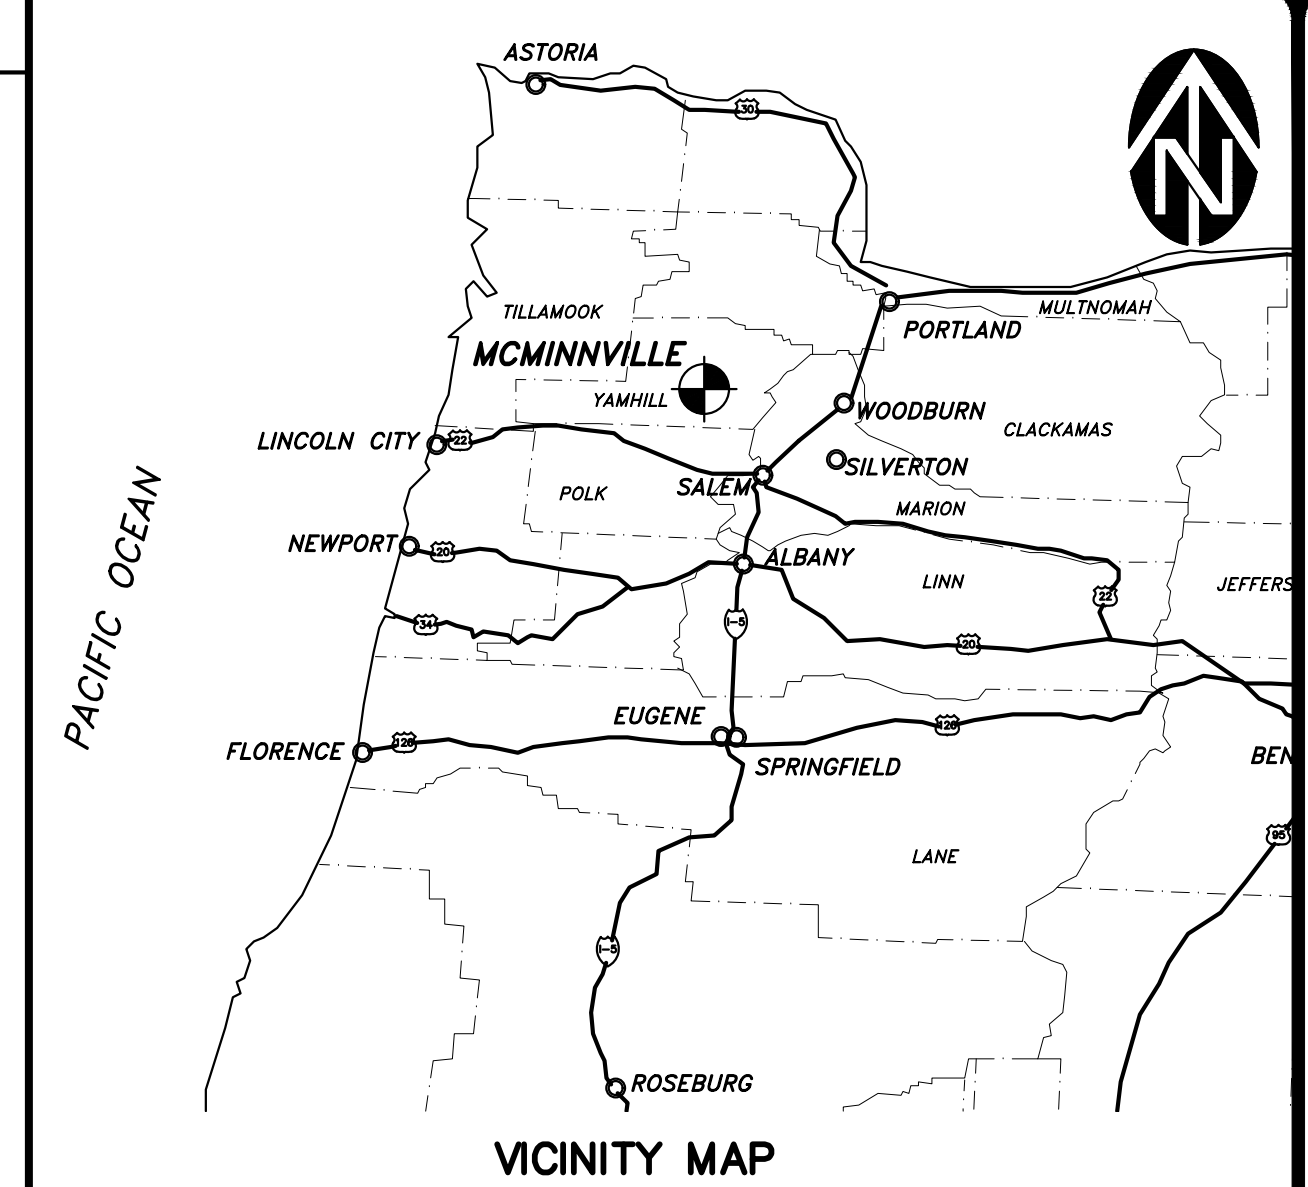 ASTORIA
30
N
TILLAMOOK
MULTNOMAH
PORTLAND
MCMINNVILLE
YAMHILL
WOODBURN
CLACKAMAS
LINCOLN CITY
22
SILVERTON
SALEM
POLK
MARION
PACIFIC OCEAN
NEWPORT
20
ALBANY
LINN
JEFFERS
22
34
I-5
20
EUGENE
126
FLORENCE
126
SPRINGFIELD
BEN
95
LANE
I-5
ROSEBURG
VICINITY MAP